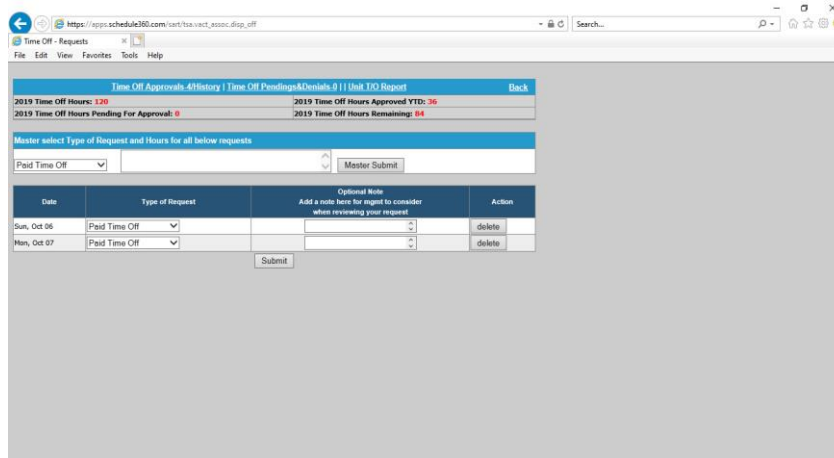 https://apps.schedule360.com/sart/tsa.vact_assoc.disp_off
Search...
Time Off - Requests
File Edit View Favorites Tools Help
Time Off Approvals-4/History | Time Off Pendings&Denials-0 | | Unit T/O Report Back
2019 Time Off Hours: 120 2019 Time Off Hours Approved YTD: 36
2019 Time Off Hours Pending For Approval: 0 2019 Time Off Hours Remaining: 84
Master select Type of Request and Hours for all below requests
Paid Time Off Master Submit
Date Type of Request Optional Note Action
Add a note here for mgmt to consider
when reviewing your request
Sun, Oct 06 Paid Time Off delete
Mon, Oct 07 Paid Time Off delete
Submit